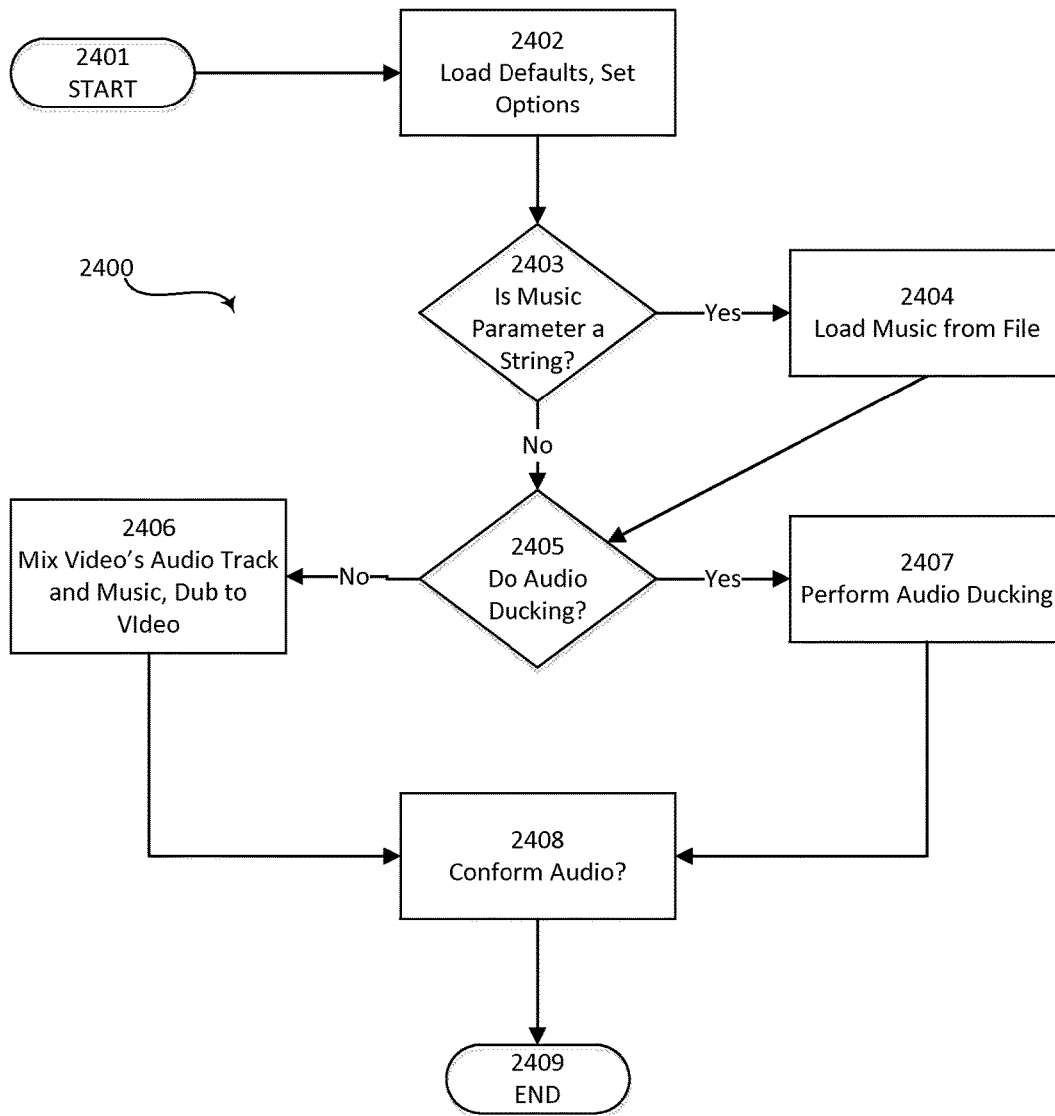 2401
START
2402
Load Defaults, Set
Options
2400
2403
Is Music
Parameter a
String?
Yes
2404
Load Music from File
No
2406
Mix Video’s Audio Track
and Music, Dub to
VIdeo
No
2405
Do Audio
Ducking?
Yes
2407
Perform Audio Ducking
2408
Conform Audio?
2409
END